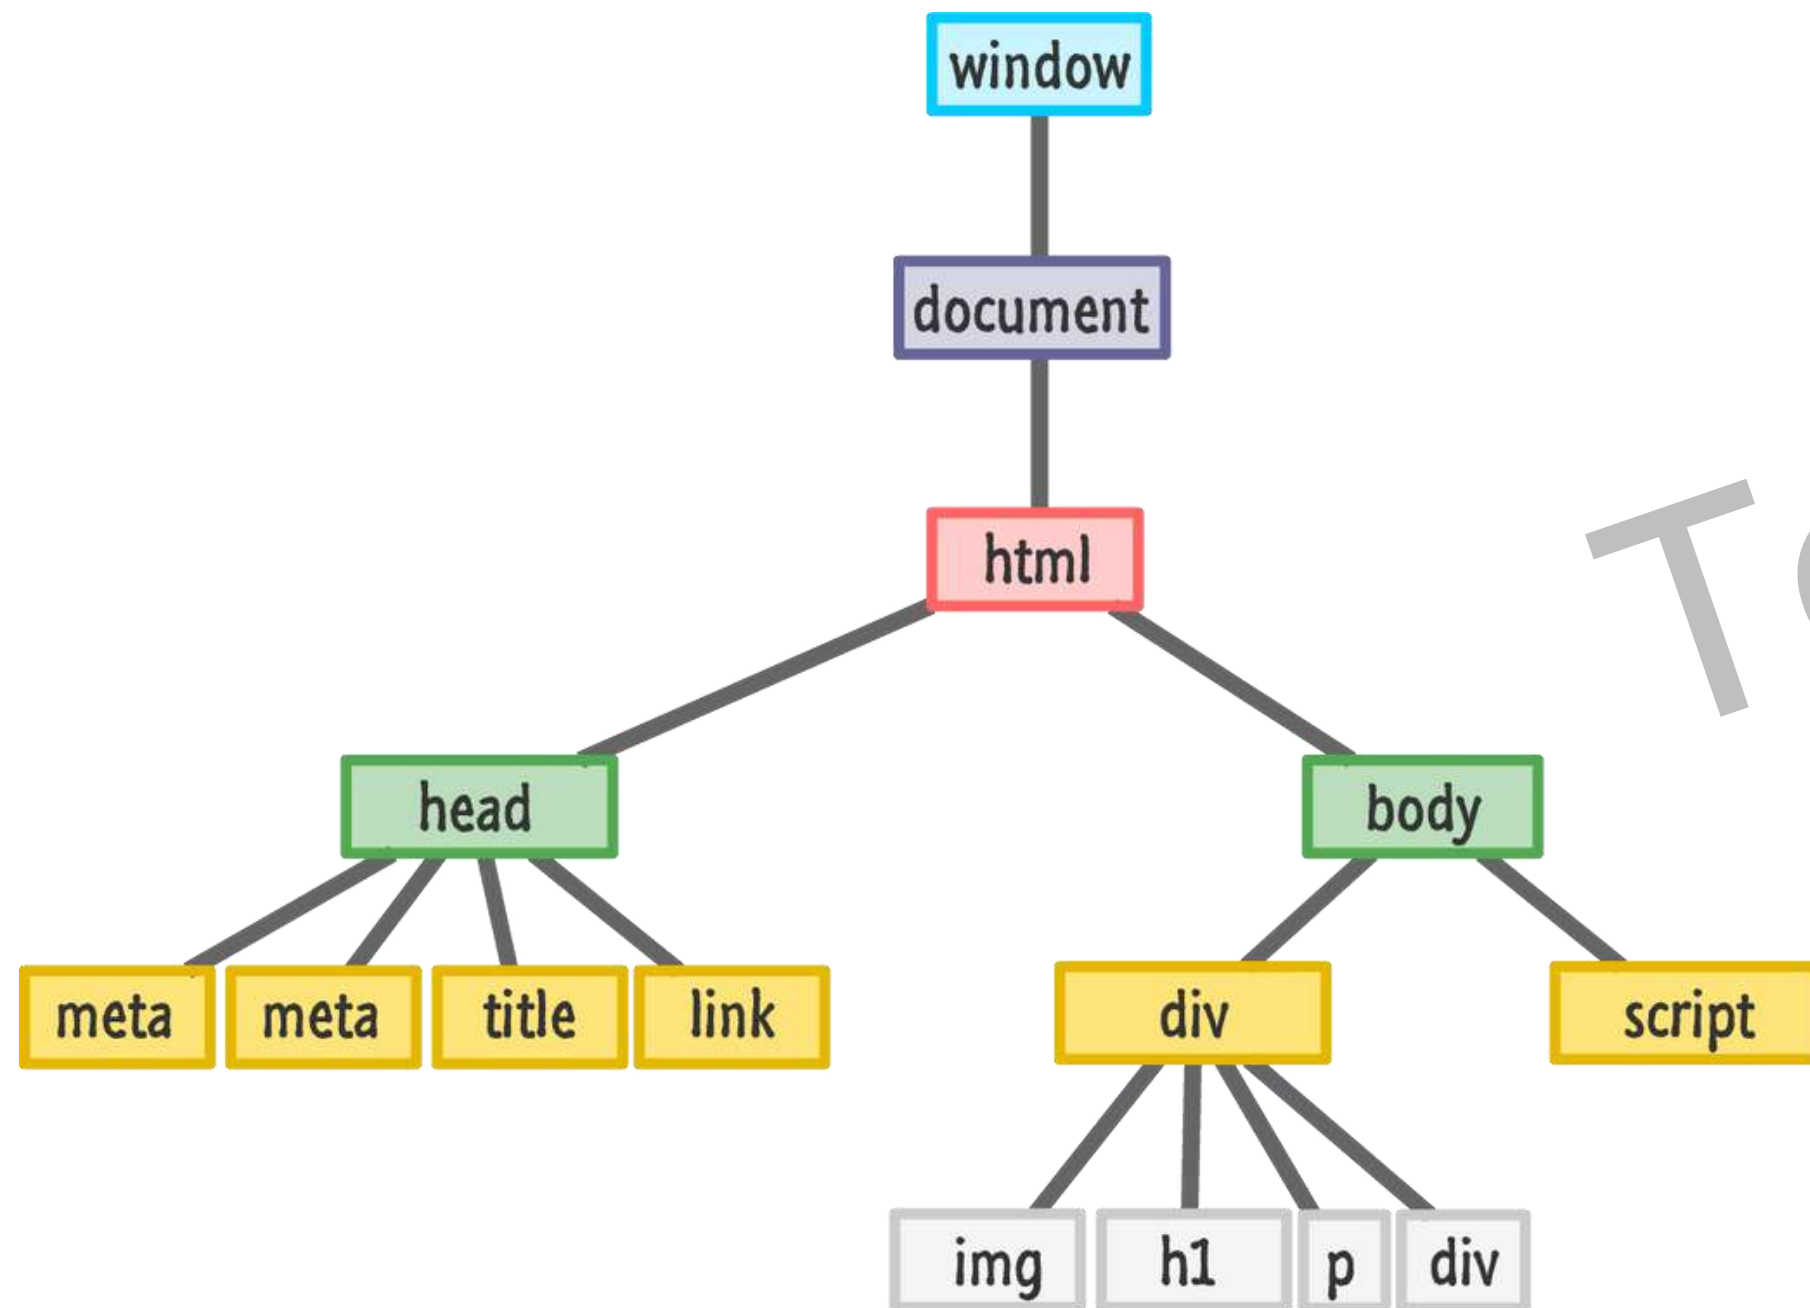 window
document
html
head body
meta meta title link div script
img h1 p div